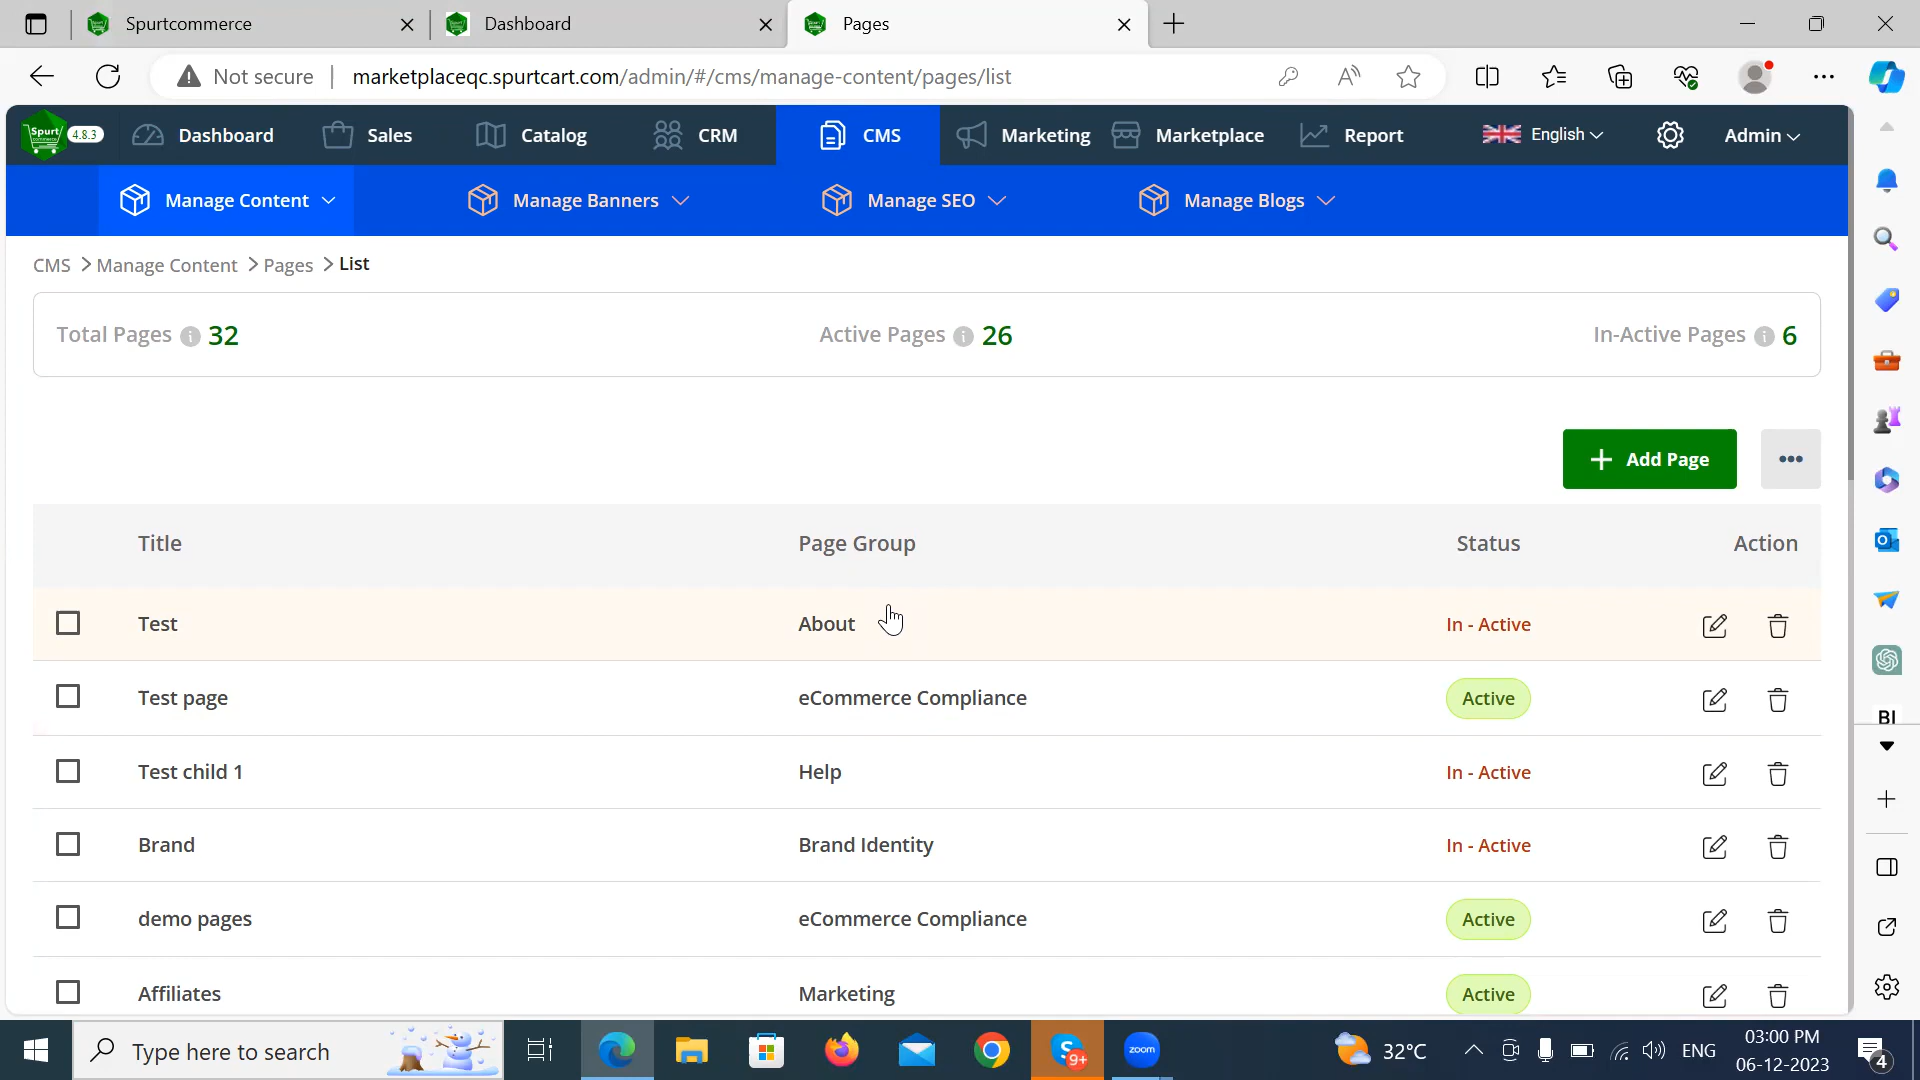 Spurtcommerce
Dashboard
Pages
Not secure
marketplaceqc.spurtcart.com/admin/#/cms/manage-content/pages/list
Spurt 4.8.3
Dashboard
Sales
Catalog
CRM
CMS
Marketing
Marketplace
Report
English
Admin
Manage Content
Manage Banners
Manage SEO
Manage Blogs
CMS > Manage Content > Pages > List
Total Pages 32
Active Pages 26
In-Active Pages 6
+ Add Page
Title Page Group Status Action
Test About In - Active
Test page eCommerce Compliance Active
Test child 1 Help In - Active
Brand Brand Identity In - Active
demo pages eCommerce Compliance Active
Affiliates Marketing Active
BI
Type here to search
9+
zoom
32°C
ENG
03:00 PM
06-12-2023
4